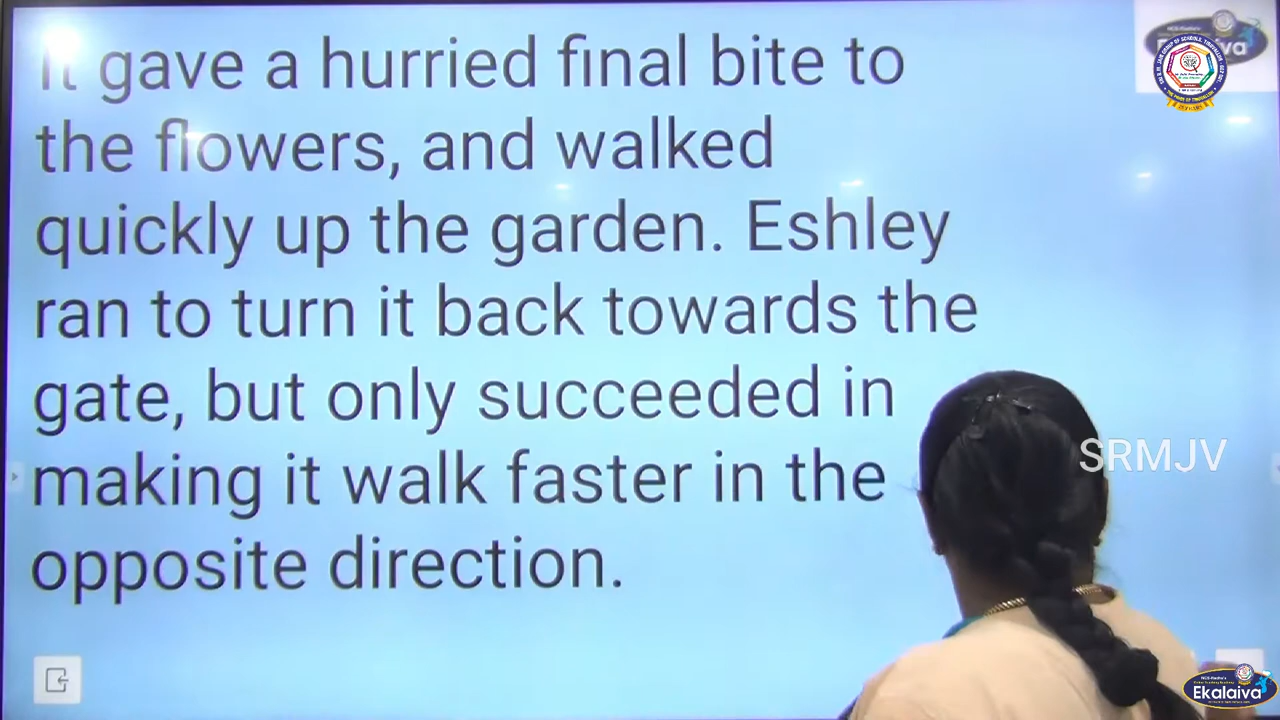 It gave a hurried final bite to
the flowers, and walked
quickly up the garden. Eshley
ran to turn it back towards the
gate, but only succeeded in
making it walk faster in the
opposite direction.
SRMJV
Ekalaiva